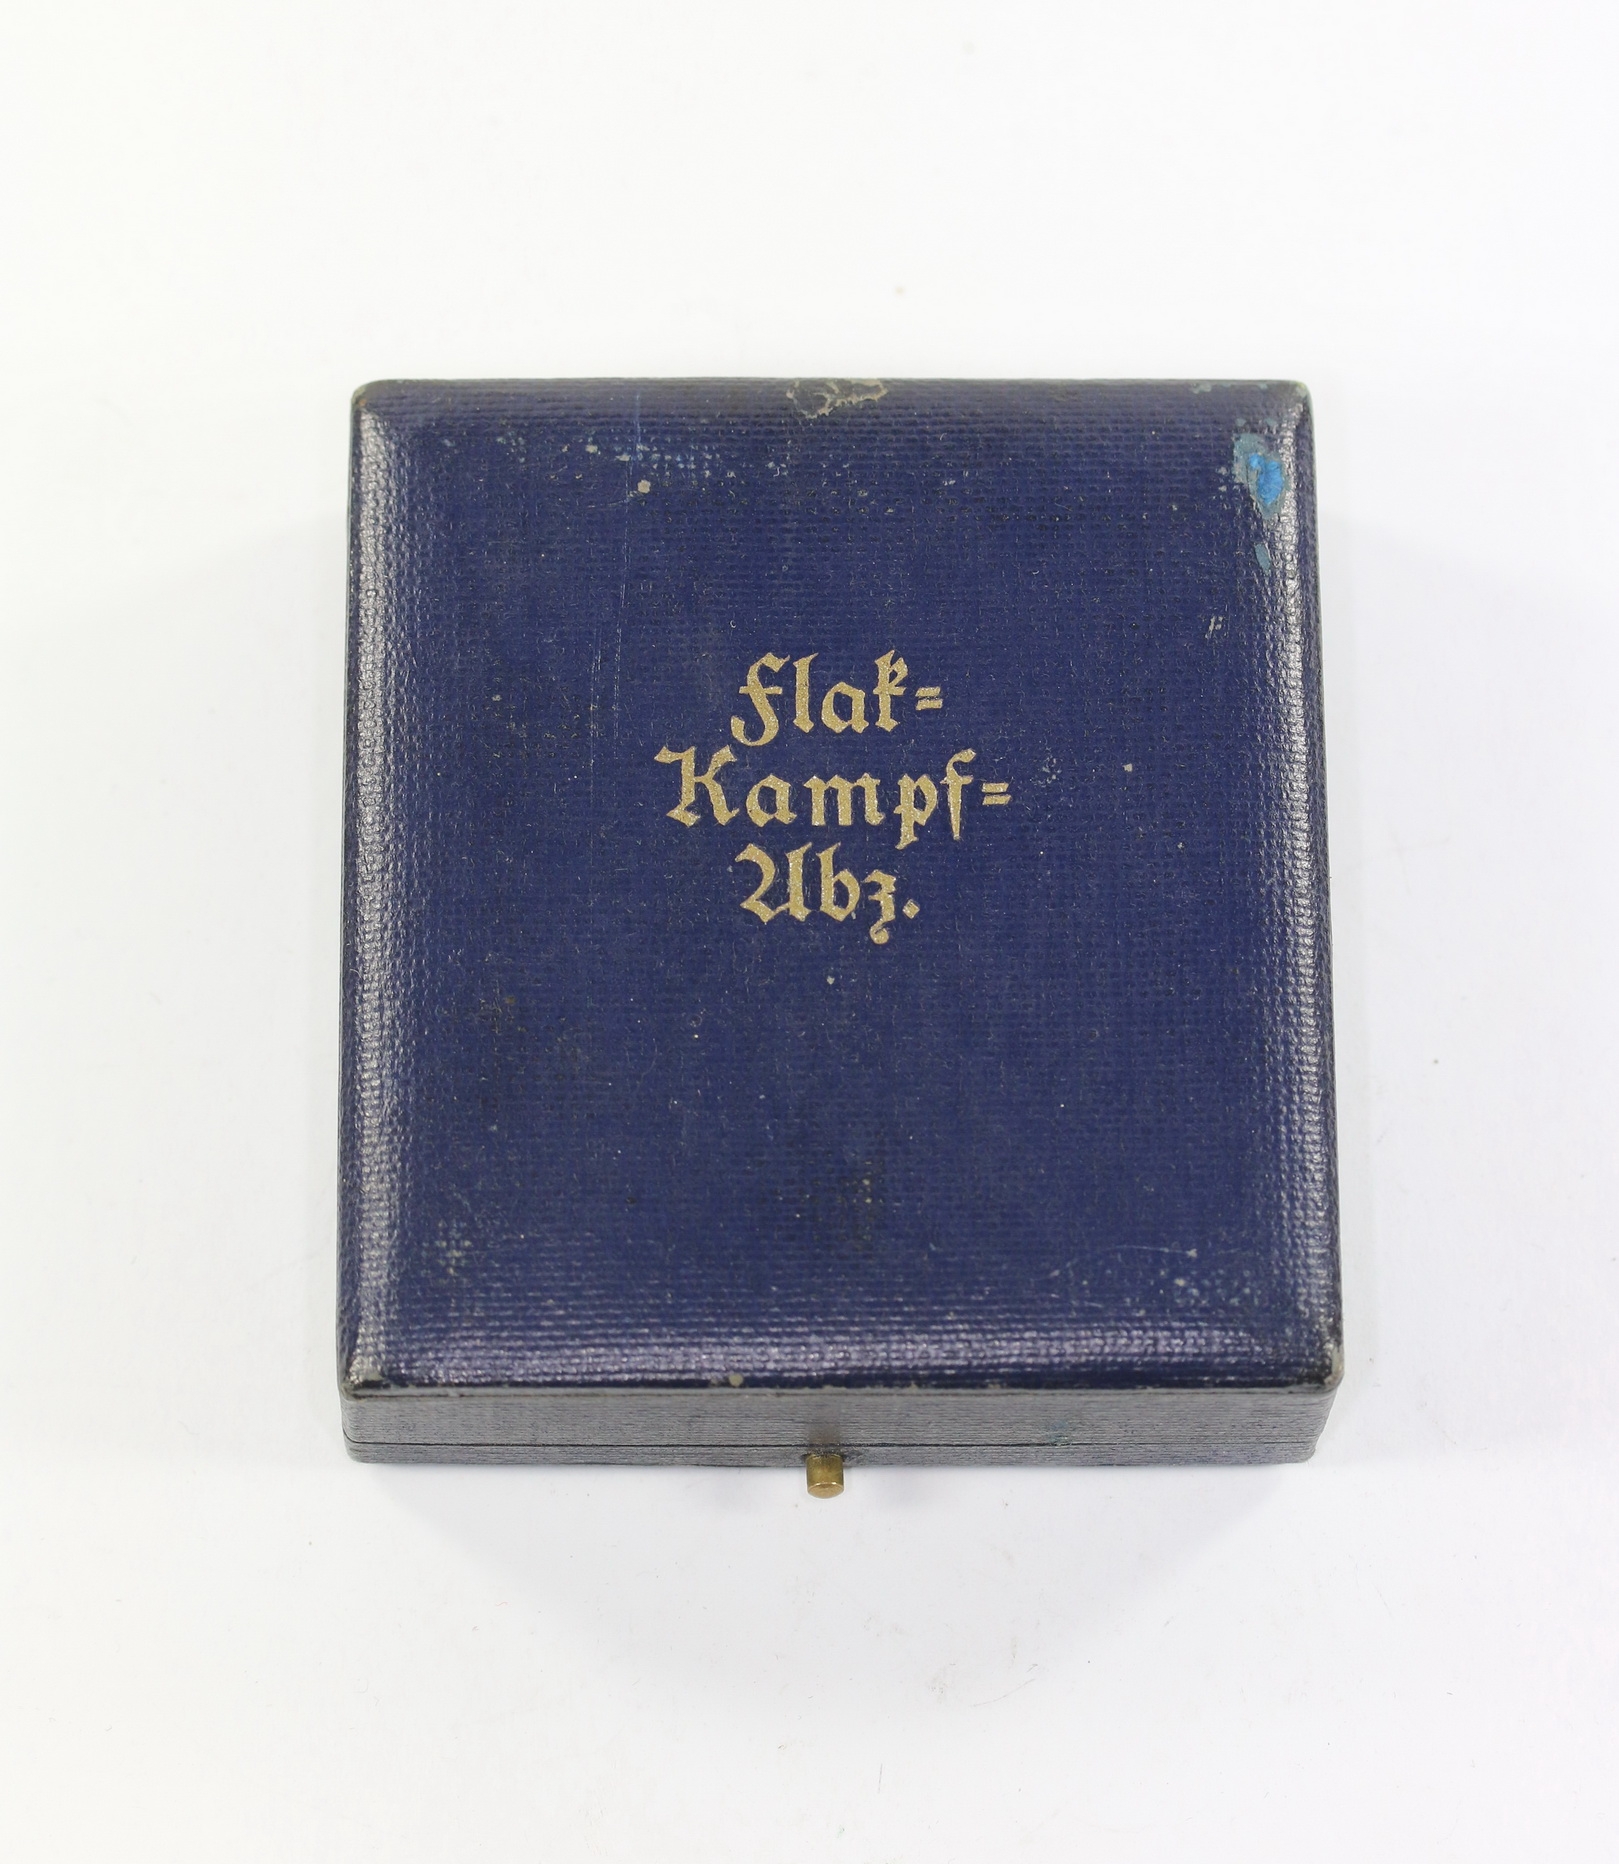 Flak=
Kampf=
Abz.